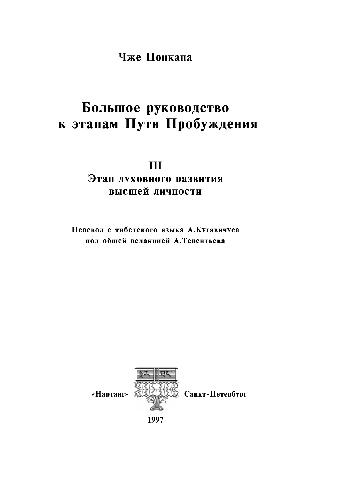 Чже Цонкапа
Большое руководство
к этапам Пути Пробуждения
III
Этап духовного развития
высшей личности
Перевод с тибетского языка А.Кугявичуса
под общей редакцией А.Терентьева
«Нартанг» Санкт-Петербург
1997